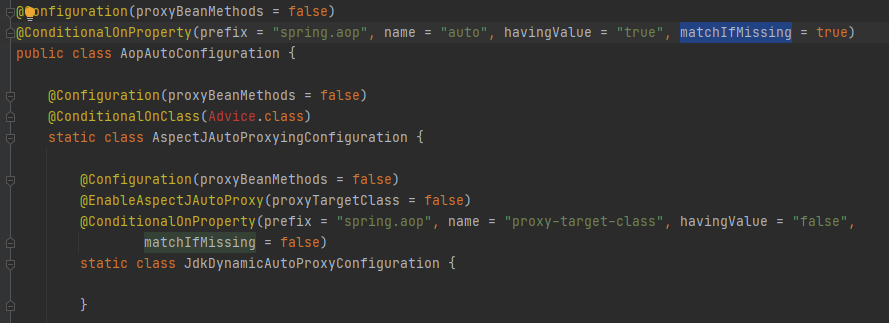 @Configuration(proxyBeanMethods = false)
@ConditionalOnProperty(prefix = "spring.aop", name = "auto", havingValue = "true", matchIfMissing = true)
public class AopAutoConfiguration {
@Configuration(proxyBeanMethods = false)
@ConditionalOnClass(Advice.class)
static class AspectJAutoProxyingConfiguration {
@Configuration(proxyBeanMethods = false)
@EnableAspectJAutoProxy(proxyTargetClass = false)
@ConditionalOnProperty(prefix = "spring.aop", name = "proxy-target-class", havingValue = "false",
matchIfMissing = false)
static class JdkDynamicAutoProxyConfiguration {
}